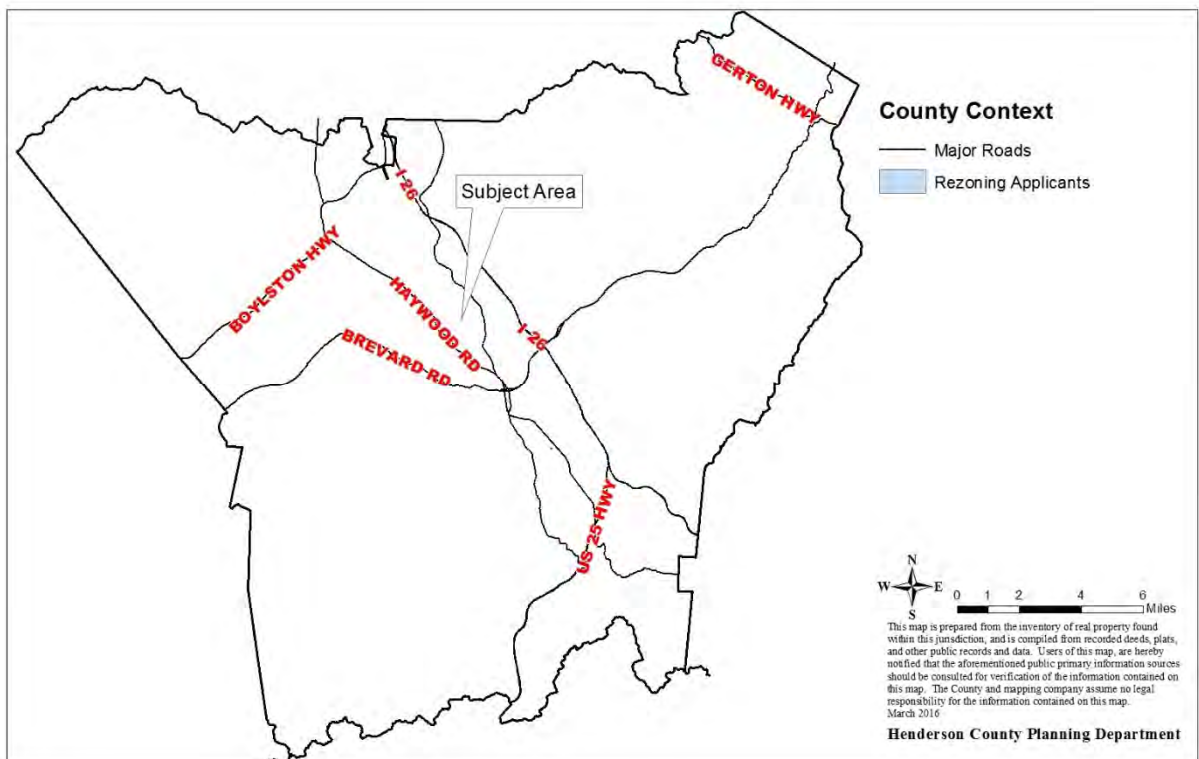 GERTON HWY
County Context
Major Roads
Rezoning Applicants
I-26
Subject Area
BOYLSTON HWY
HAYWOOD RD
BREVARD RD
I-26
US 25 HWY
N
W E
S
0 1 2 4 6
Miles
This map is prepared from the inventory of real property found
within this jurisdiction, and is compiled from recorded deeds, plats,
and other public records and data. Users of this map, are hereby
notified that the aforementioned public primary information sources
should be consulted for verification of the information contained on
this map. The County and mapping company assume no legal
responsibility for the information contained on this map.
March 2016
Henderson County Planning Department